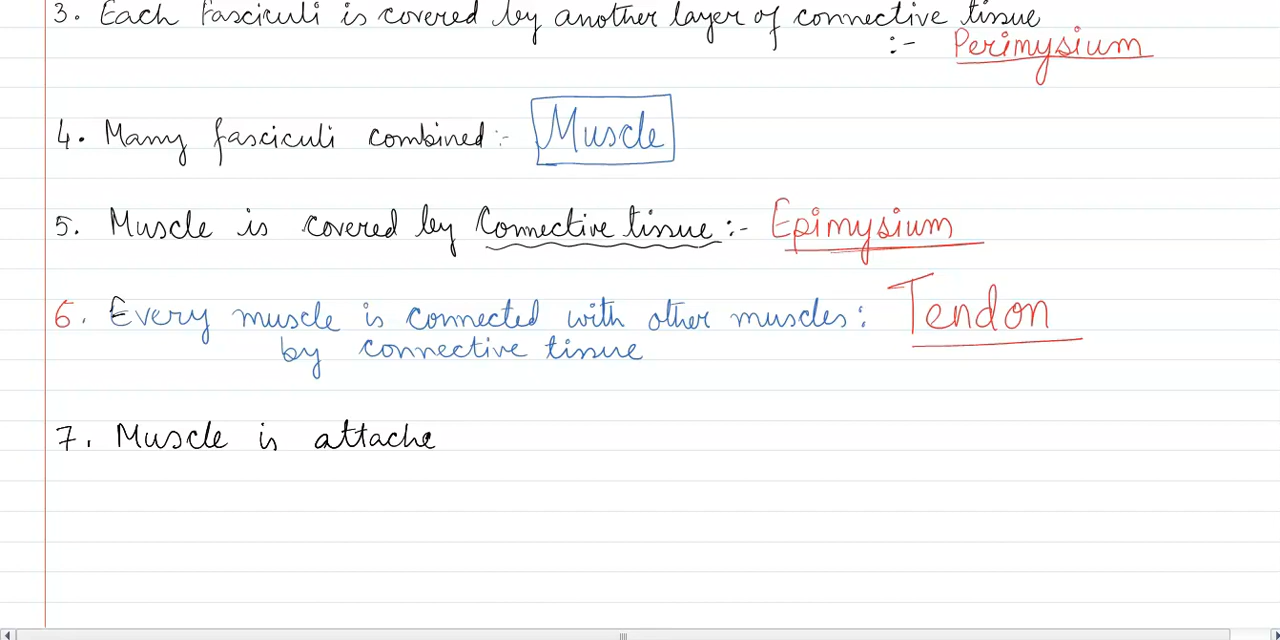 3. Each Fasciculi is covered by another layer of connective tissue
:- Perimysium
4. Many fasciculi combined :- Muscle
5. Muscle is covered by Connective tissue :- Epimysium
6. Every muscle is connected with other muscles : Tendon
by connective tissue
7. Muscle is attache